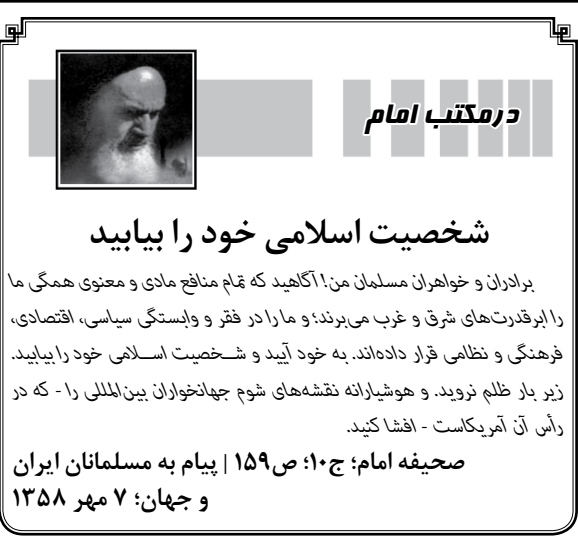 درمکتب امام
شخصیت اسلامی خود را بیابید
برادران و خواهران مسلمان من! آگاهید که تمام منافع مادی و معنوی همگی ما
را ابرقدرت‌های شرق و غرب می‌برند؛ و ما را در فقر و وابستگی سیاسی، اقتصادی،
فرهنگی و نظامی قرار داده‌اند. به خود آیید و شــخصیت اســلامی خود را بیابید.
زیر بار ظلم نروید. و هوشیارانه نقشه‌های شوم جهانخواران بین‌المللی را - که در
رأس آن آمریکاست - افشا کنید.
صحیفه امام؛ ج۱۰؛ ص۱۵۹ | پیام به مسلمانان ایران
و جهان؛ ۷ مهر ۱۳۵۸